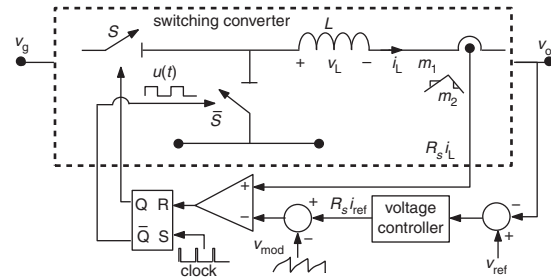 switching converter
v_g
S
L
v_o
+ v_L −
i_L
m_1
m_2
u(t)
S̅
R_s i_L
Q R
Q̅ S
+
−
+
−
R_s i_ref
voltage controller
−
+
v_mod
v_ref
clock